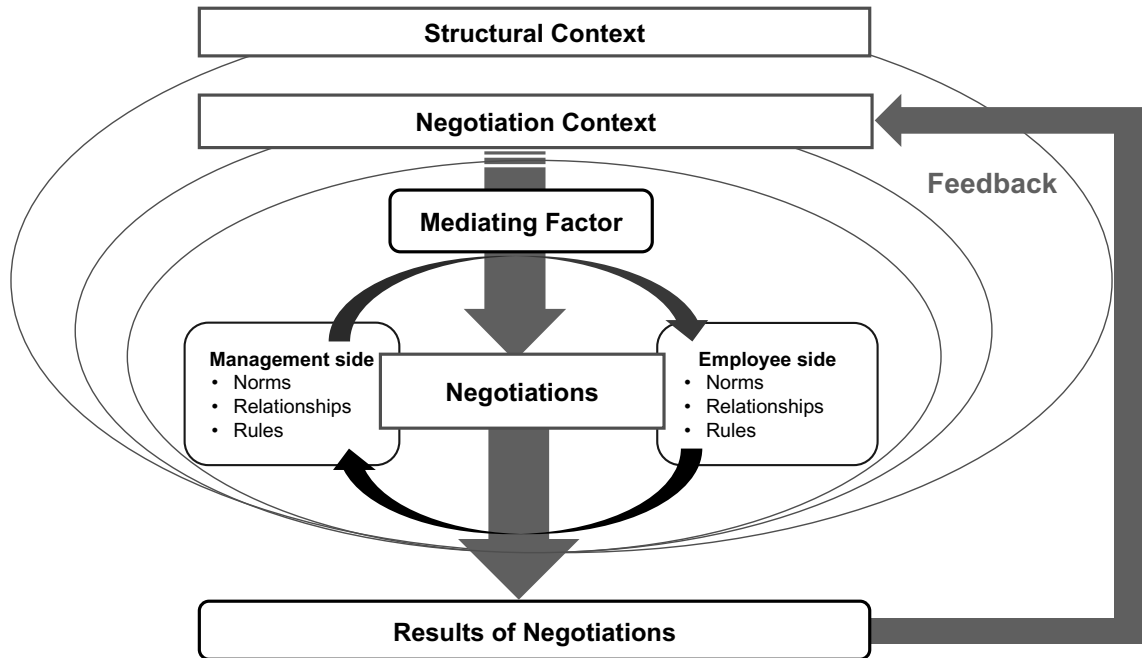 Structural Context
Negotiation Context
Feedback
Mediating Factor
Management side
• Norms
• Relationships
• Rules
Negotiations
Employee side
• Norms
• Relationships
• Rules
Results of Negotiations